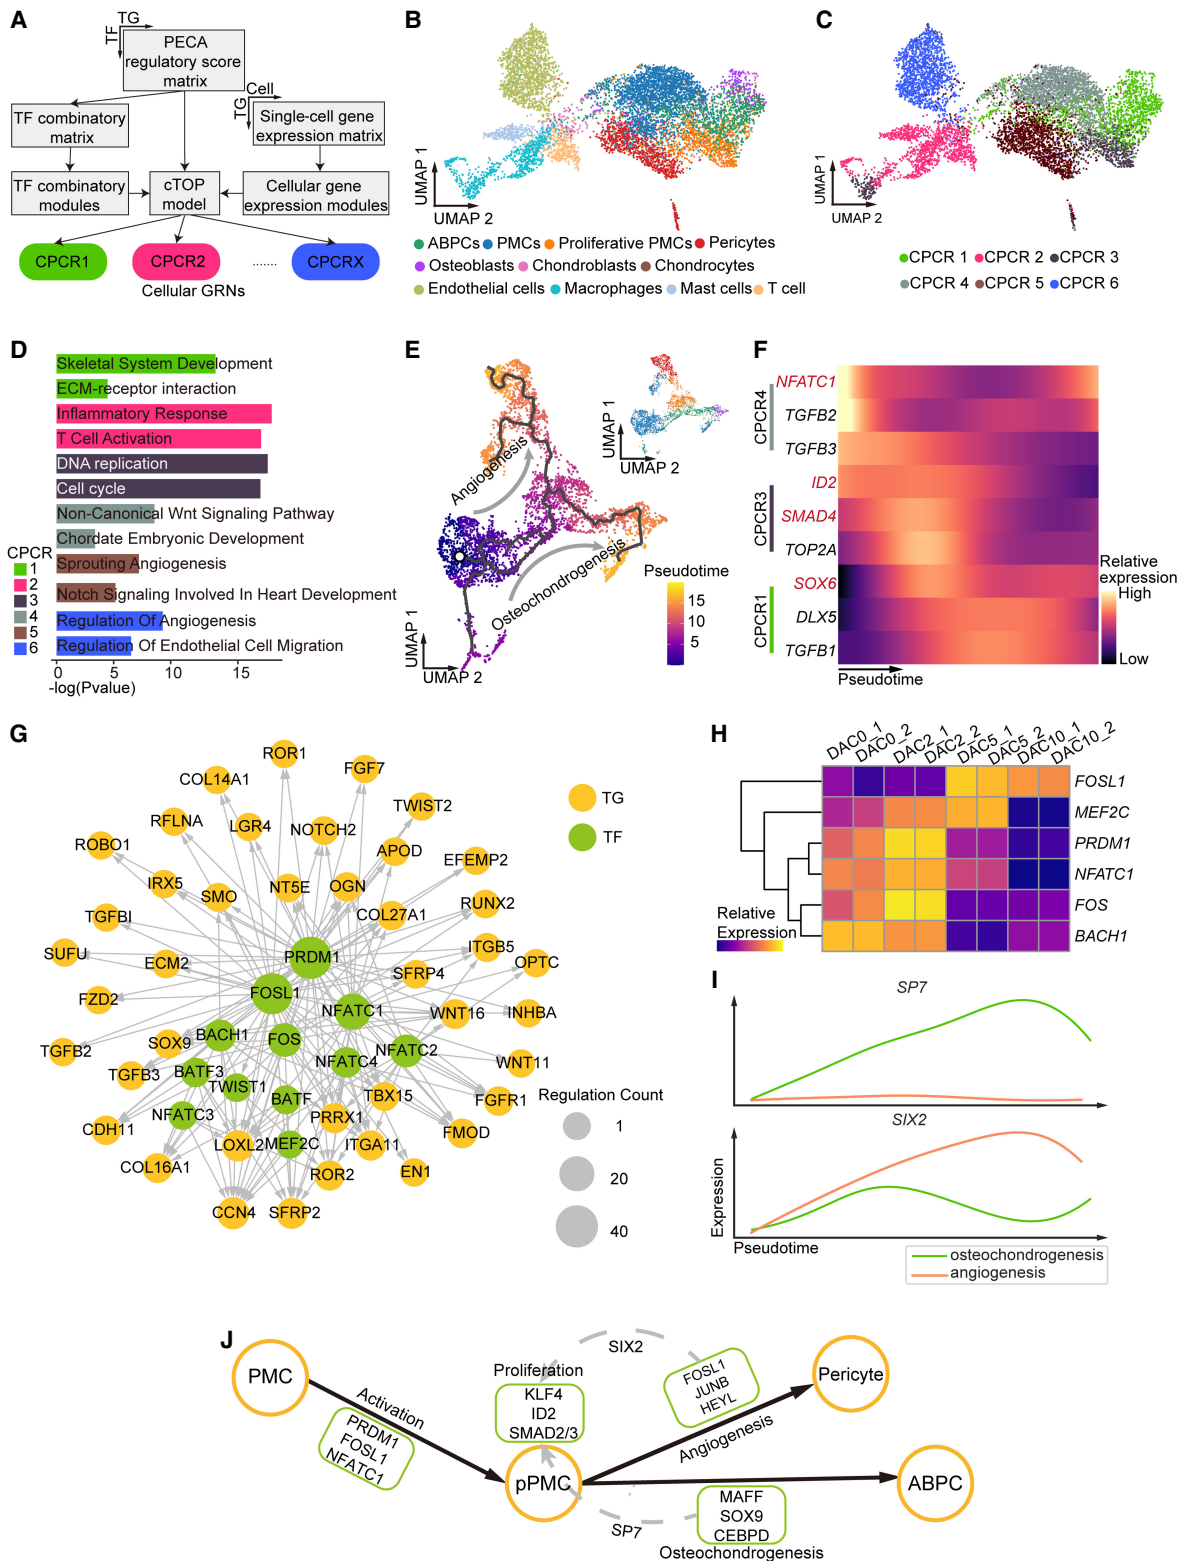 A
TG
TF
PECA
regulatory score
matrix
Cell
TG
TF combinatory
matrix
Single-cell gene
expression matrix
TF combinatory
modules
cTOP
model
Cellular gene
expression modules
CPCR1
CPCR2
.......
CPCRX
Cellular GRNs
B
UMAP 1
UMAP 2
ABPCs
PMCs
Proliferative PMCs
Pericytes
Osteoblasts
Chondroblasts
Chondrocytes
Endothelial cells
Macrophages
Mast cells
T cell
C
UMAP 1
UMAP 2
CPCR 1
CPCR 2
CPCR 3
CPCR 4
CPCR 5
CPCR 6
D
Skeletal System Development
ECM-receptor interaction
Inflammatory Response
T Cell Activation
DNA replication
Cell cycle
Non-Canonical Wnt Signaling Pathway
Chordate Embryonic Development
Sprouting Angiogenesis
Notch Signaling Involved In Heart Development
Regulation Of Angiogenesis
Regulation Of Endothelial Cell Migration
CPCR
1
2
3
4
5
6
0
5
10
15
-log(Pvalue)
E
Angiogenesis
Osteochondrogenesis
UMAP 1
UMAP 2
UMAP 1
UMAP 2
Pseudotime
15
10
5
F
CPCR4
NFATC1
TGFB2
TGFB3
CPCR3
ID2
SMAD4
TOP2A
CPCR1
SOX6
DLX5
TGFB1
Pseudotime
Relative
expression
High
Low
G
ROR1
COL14A1
FGF7
TWIST2
RFLNA
LGR4
NOTCH2
ROBO1
APOD
EFEMP2
IRX5
SMO
NT5E
OGN
COL27A1
RUNX2
TGFBI
ITGB5
SUFU
ECM2
PRDM1
SFRP4
OPTC
FZD2
FOSL1
NFATC1
WNT16
INHBA
TGFB2
SOX9
BACH1
FOS
NFATC4
NFATC2
WNT11
TGFB3
BATF3
TWIST1
BATF
TBX15
FGFR1
CDH11
NFATC3
PRRX1
FMOD
LOXL2
MEF2C
ITGA11
COL16A1
ROR2
EN1
CCN4
SFRP2
TG
TF
Regulation Count
1
20
40
H
DAC0_1
DAC0_2
DAC2_1
DAC2_2
DAC5_1
DAC5_2
DAC10_1
DAC10_2
FOSL1
MEF2C
PRDM1
NFATC1
FOS
BACH1
Relative
Expression
I
SP7
SIX2
Expression
Pseudotime
osteochondrogenesis
angiogenesis
J
PMC
Activation
PRDM1
FOSL1
NFATC1
Proliferation
KLF4
ID2
SMAD2/3
pPMC
SIX2
FOSL1
JUNB
HEYL
Angiogenesis
Pericyte
SP7
MAFF
SOX9
CEBPD
Osteochondrogenesis
ABPC